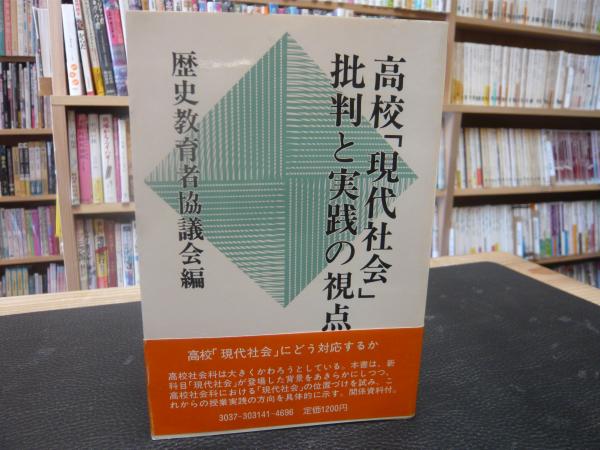 高校「現代社会」
批判と実践の視点
歴史教育者協議会編
高校「現代社会」にどう対応するか
高校社会科は大きくかわろうとしている。本書は、新
科目「現代社会」が登場した背景をあきらかにしつつ、
高校社会科における「現代社会」の位置づけを試み、こ
れからの授業実践の方向を具体的に示す。関係資料付。
3037-303141-4696 定価1200円